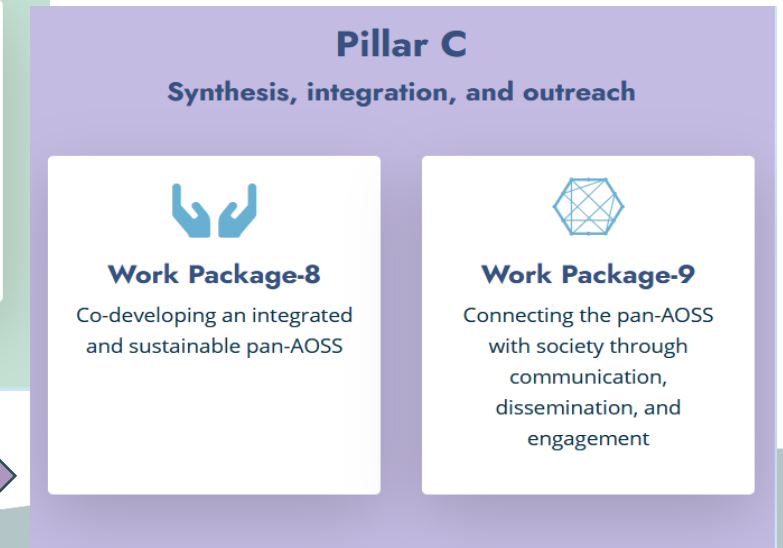 Pillar C
Synthesis, integration, and outreach
Work Package-8
Co-developing an integrated
and sustainable pan-AOSS
Work Package-9
Connecting the pan-AOSS
with society through
communication,
dissemination, and
engagement